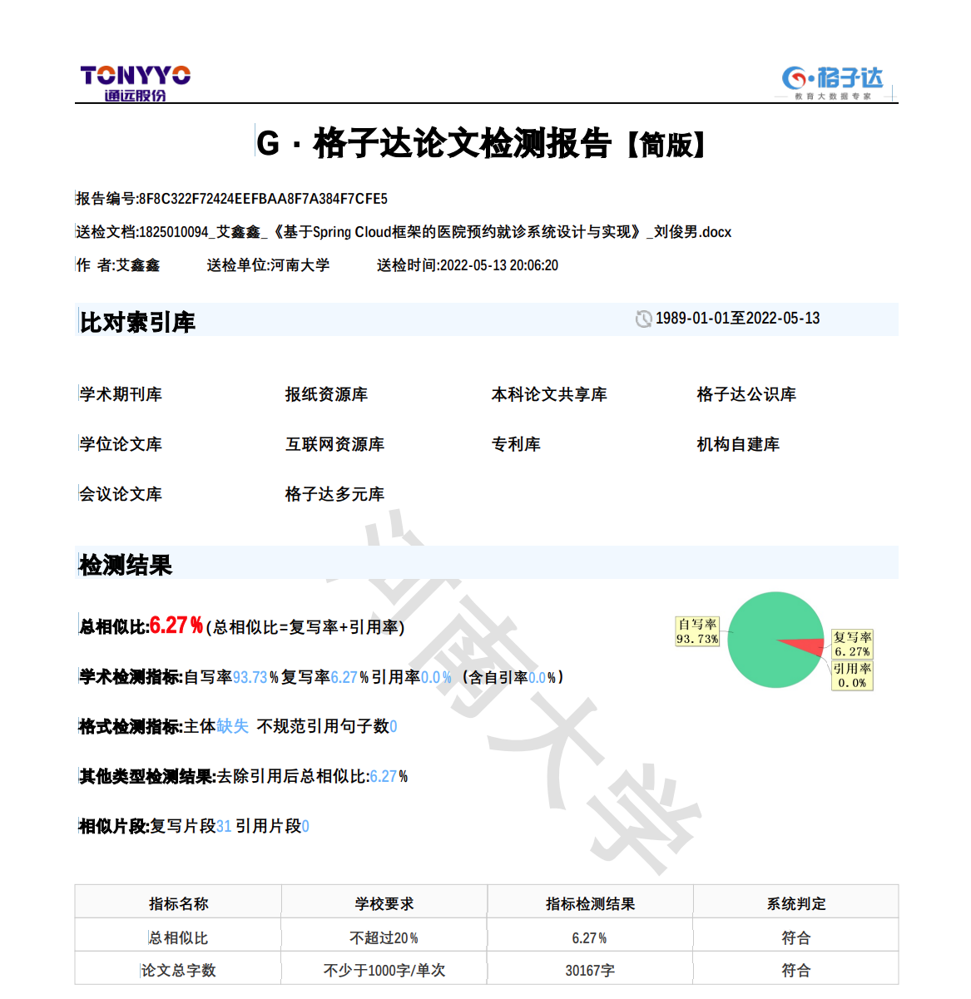 TONYYO
通远股份
格子达
教育大数据专家
G · 格子达论文检测报告【简版】
报告编号:8F8C322F72424EEFBAA8F7A384F7CFE5
送检文档:1825010094_艾鑫鑫_《基于Spring Cloud框架的医院预约就诊系统设计与实现》_刘俊男.docx
作 者:艾鑫鑫 送检单位:河南大学 送检时间:2022-05-13 20:06:20
比对索引库 1989-01-01至2022-05-13
学术期刊库 报纸资源库 本科论文共享库 格子达公识库
学位论文库 互联网资源库 专利库 机构自建库
会议论文库 格子达多元库
河南大学
检测结果
总相似比:6.27%(总相似比=复写率+引用率)
自写率
93.73%
复写率
6.27%
引用率
0.0%
学术检测指标:自写率93.73%复写率6.27%引用率0.0%（含自引率0.0%）
格式检测指标:主体缺失 不规范引用句子数0
其他类型检测结果:去除引用后总相似比:6.27%
相似片段:复写片段31 引用片段0
指标名称 学校要求 指标检测结果 系统判定
总相似比 不超过20% 6.27% 符合
论文总字数 不少于1000字/单次 30167字 符合